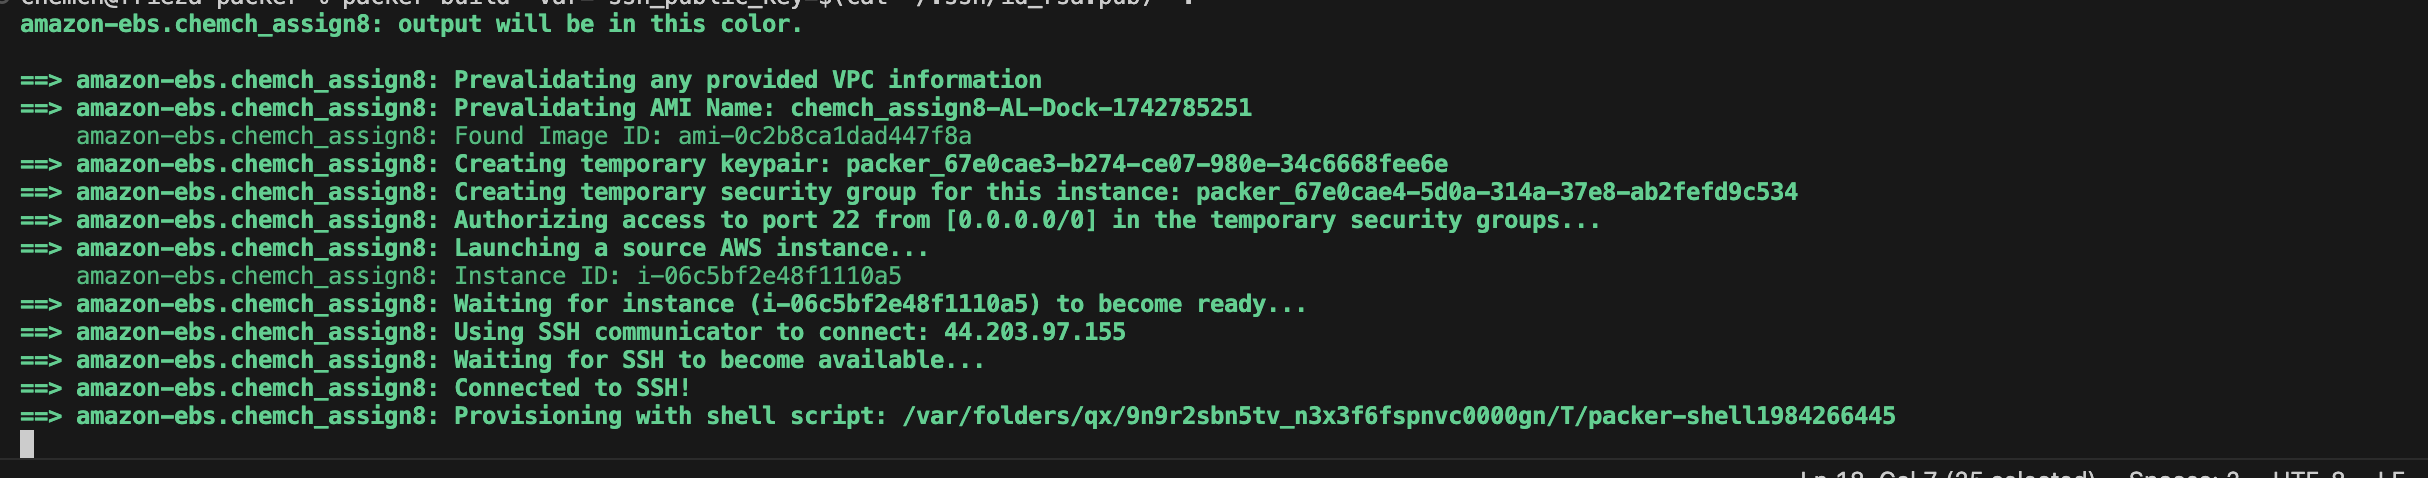 amazon-ebs.chemch_assign8: output will be in this color.
==> amazon-ebs.chemch_assign8: Prevalidating any provided VPC information
==> amazon-ebs.chemch_assign8: Prevalidating AMI Name: chemch_assign8-AL-Dock-1742785251
amazon-ebs.chemch_assign8: Found Image ID: ami-0c2b8ca1dad447f8a
==> amazon-ebs.chemch_assign8: Creating temporary keypair: packer_67e0cae3-b274-ce07-980e-34c6668fee6e
==> amazon-ebs.chemch_assign8: Creating temporary security group for this instance: packer_67e0cae4-5d0a-314a-37e8-ab2fefd9c534
==> amazon-ebs.chemch_assign8: Authorizing access to port 22 from [0.0.0.0/0] in the temporary security groups...
==> amazon-ebs.chemch_assign8: Launching a source AWS instance...
amazon-ebs.chemch_assign8: Instance ID: i-06c5bf2e48f1110a5
==> amazon-ebs.chemch_assign8: Waiting for instance (i-06c5bf2e48f1110a5) to become ready...
==> amazon-ebs.chemch_assign8: Using SSH communicator to connect: 44.203.97.155
==> amazon-ebs.chemch_assign8: Waiting for SSH to become available...
==> amazon-ebs.chemch_assign8: Connected to SSH!
==> amazon-ebs.chemch_assign8: Provisioning with shell script: /var/folders/qx/9n9r2sbn5tv_n3x3f6fspnvc0000gn/T/packer-shell1984266445